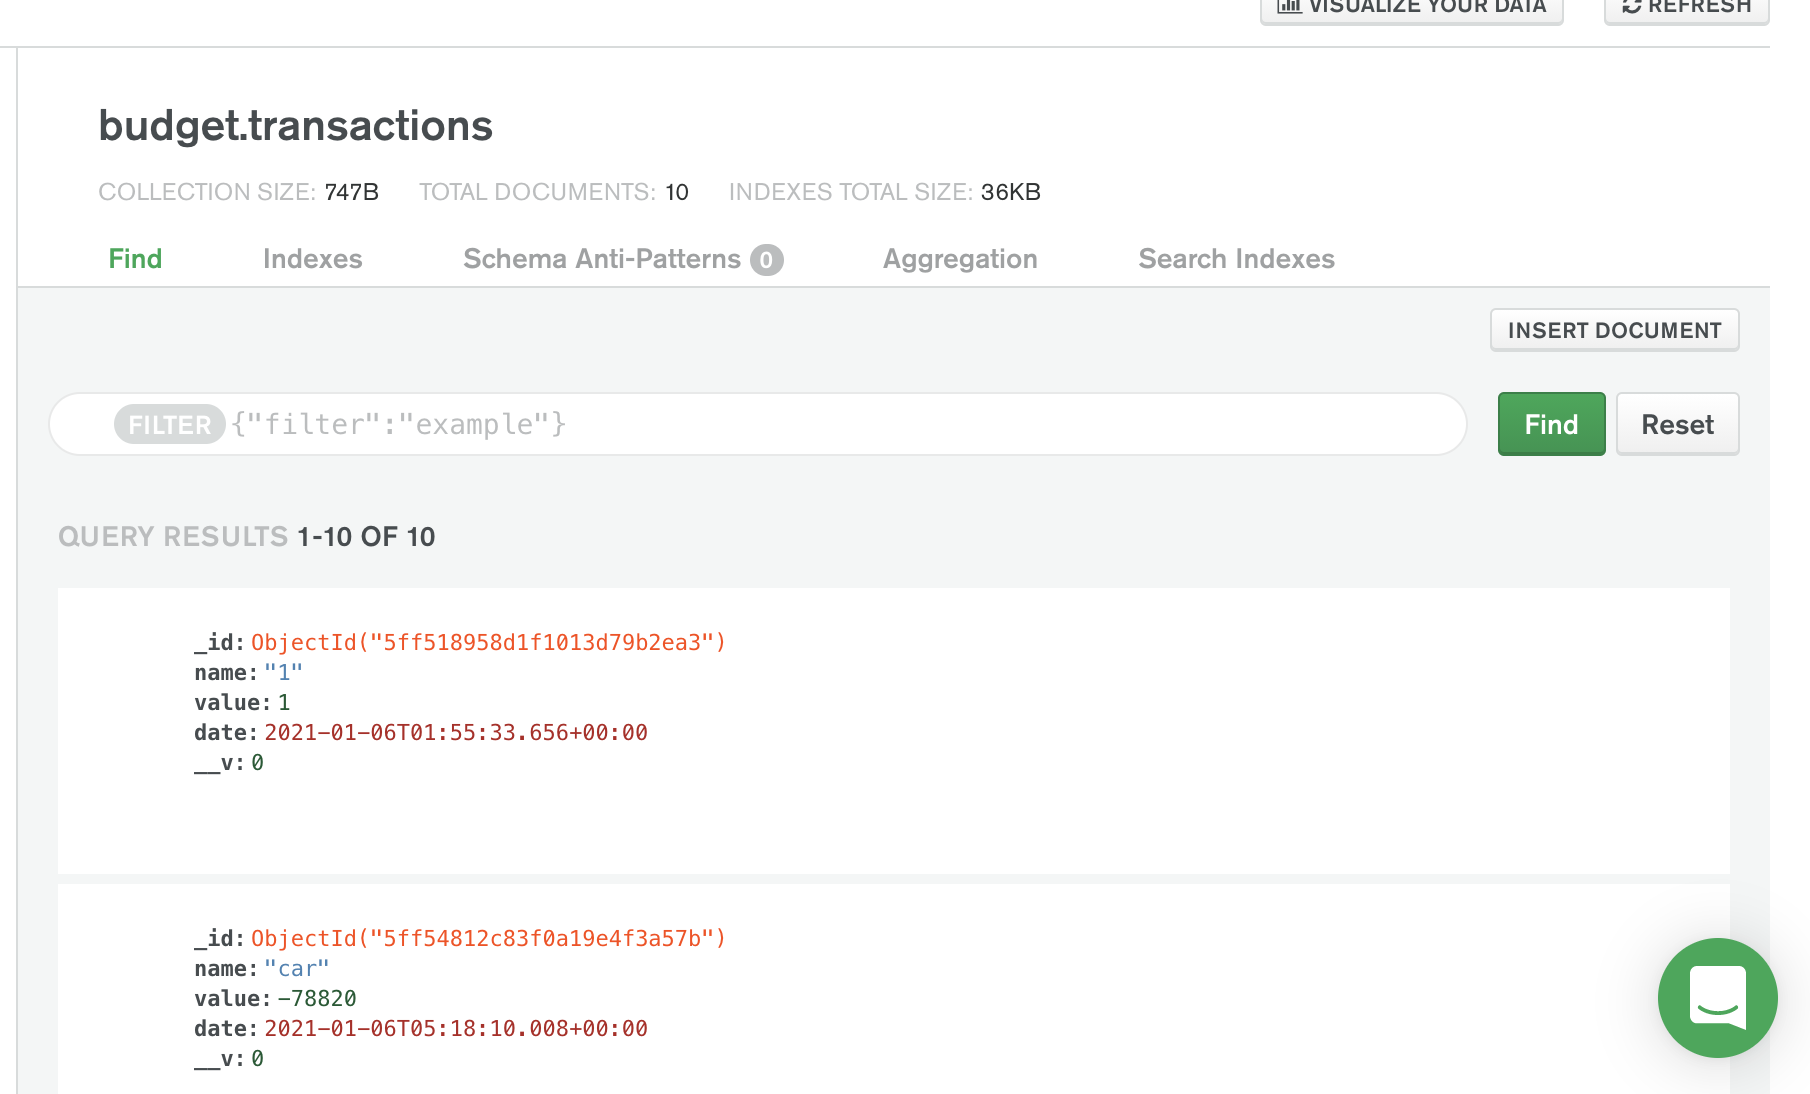 VISUALIZE YOUR DATA REFRESH
budget.transactions
COLLECTION SIZE: 747B TOTAL DOCUMENTS: 10 INDEXES TOTAL SIZE: 36KB
Find Indexes Schema Anti-Patterns 0 Aggregation Search Indexes
INSERT DOCUMENT
FILTER {"filter":"example"} Find Reset
QUERY RESULTS 1-10 OF 10
_id: ObjectId("5ff518958d1f1013d79b2ea3")
name: "1"
value: 1
date: 2021-01-06T01:55:33.656+00:00
__v: 0
_id: ObjectId("5ff54812c83f0a19e4f3a57b")
name: "car"
value: -78820
date: 2021-01-06T05:18:10.008+00:00
__v: 0